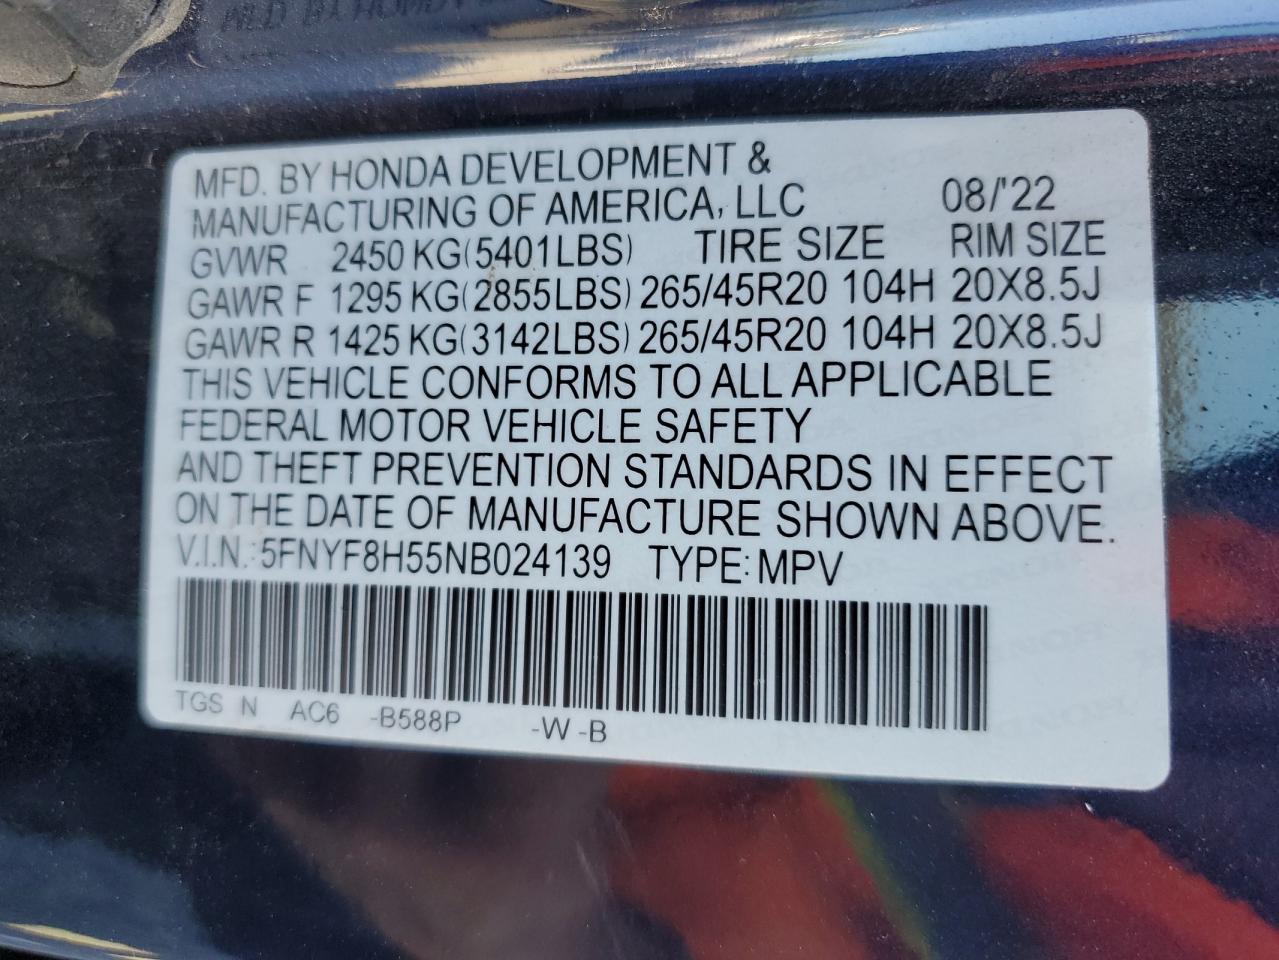 MFD. BY HONDA DEVELOPMENT &
MANUFACTURING OF AMERICA, LLC 08/'22
GVWR 2450 KG(5401LBS) TIRE SIZE RIM SIZE
GAWR F 1295 KG(2855LBS) 265/45R20 104H 20X8.5J
GAWR R 1425 KG(3142LBS) 265/45R20 104H 20X8.5J
THIS VEHICLE CONFORMS TO ALL APPLICABLE
FEDERAL MOTOR VEHICLE SAFETY
AND THEFT PREVENTION STANDARDS IN EFFECT
ON THE DATE OF MANUFACTURE SHOWN ABOVE.
V.I.N.:5FNYF8H55NB024139 TYPE:MPV
TGS N AC6 -B588P -W -B